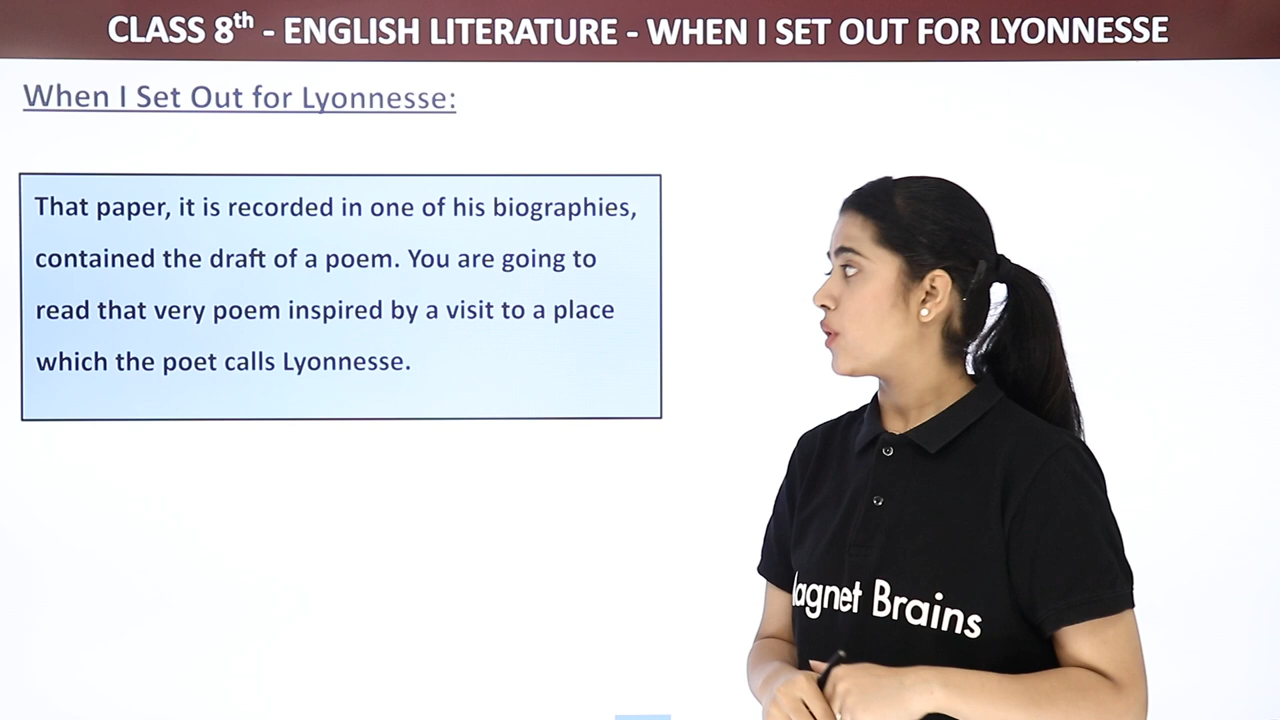 CLASS 8th - ENGLISH LITERATURE - WHEN I SET OUT FOR LYONNESSE
When I Set Out for Lyonnesse:
That paper, it is recorded in one of his biographies,
contained the draft of a poem. You are going to
read that very poem inspired by a visit to a place
which the poet calls Lyonnesse.
agnet Brains